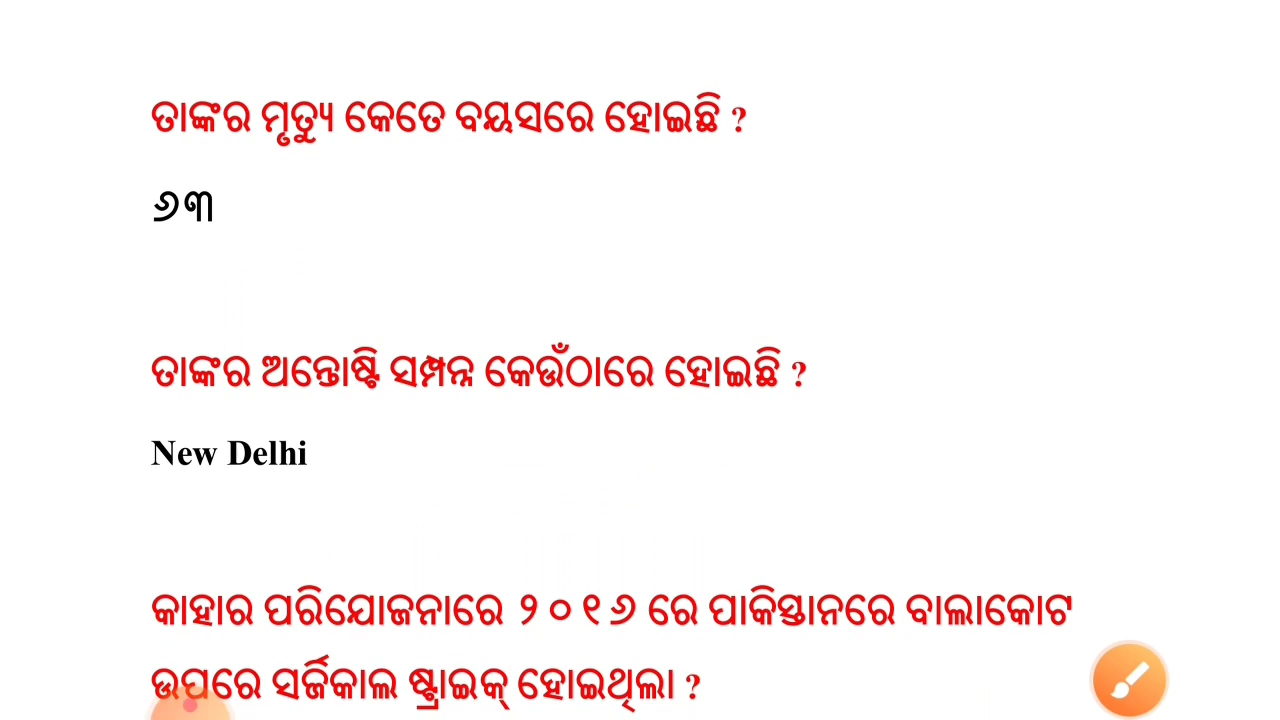 ତାଙ୍କର ମୃତ୍ୟୁ କେତେ ବୟସରେ ହୋଇଛି ?
୬୩
ତାଙ୍କର ଅନ୍ତୋଷ୍ଟି ସମ୍ପନ୍ନ କେଉଁଠାରେ ହୋଇଛି ?
New Delhi
କାହାର ପରିଯୋଜନାରେ ୨୦୧୬ ରେ ପାକିସ୍ତାନରେ ବାଲାକୋଟ
ଉପରେ ସର୍ଜିକାଲ ଷ୍ଟ୍ରାଇକ୍ ହୋଇଥିଲା ?